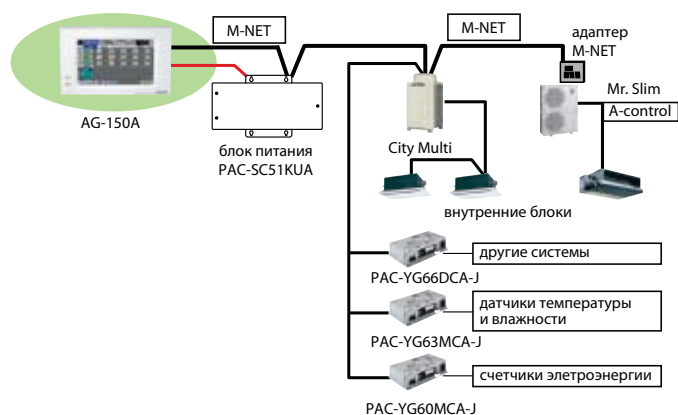 M-NET
M-NET
адаптер
M-NET
AG-150A
блок питания
PAC-SC51KUA
City Multi
Mr. Slim
A-control
внутренние блоки
другие системы
PAC-YG66DCA-J
датчики температуры
и влажности
PAC-YG63MCA-J
счетчики элетроэнергии
PAC-YG60MCA-J